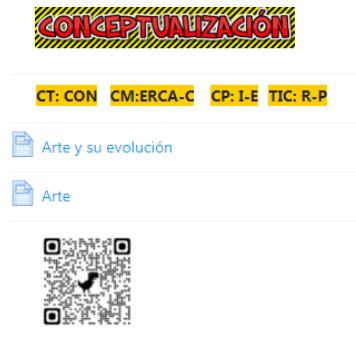 CONCEPTUALIZACIÓN
CT: CON CM:ERCA-C CP: I-E TIC: R-P
Arte y su evolución
Arte